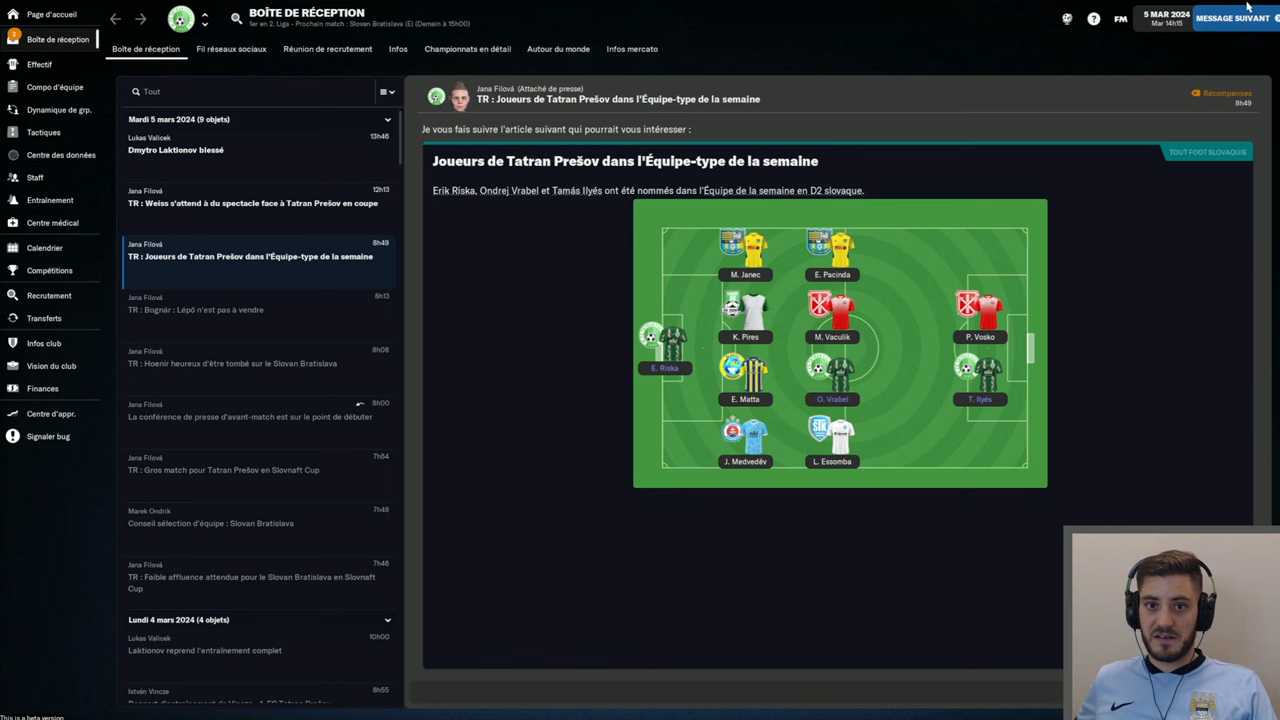 Page d'accueil
2
Boîte de réception
Effectif
Compo d'équipe
Dynamique de grp.
Tactiques
Centre des données
Staff
Entraînement
Centre médical
Calendrier
Compétitions
Recrutement
Transferts
Infos club
Vision du club
Finances
Centre d'appr.
Signaler bug
This is a beta version
BOÎTE DE RÉCEPTION
1er en 2. Liga - Prochain match : Slovan Bratislava (E) (Demain à 15h00)
FM
5 MAR 2024
Mar 14h15
MESSAGE SUIVANT
Boîte de réception
Fil réseaux sociaux
Réunion de recrutement
Infos
Championnats en détail
Autour du monde
Infos mercato
Tout
Mardi 5 mars 2024 (9 objets)
Lukas Valicek 13h46
Dmytro Laktionov blessé
Jana Filová 12h13
TR : Weiss s'attend à du spectacle face à Tatran Prešov en coupe
Jana Filová 8h49
TR : Joueurs de Tatran Prešov dans l'Équipe-type de la semaine
Jana Filová 8h13
TR : Bognár : Lépő n'est pas à vendre
Jana Filová 8h08
TR : Hoenir heureux d'être tombé sur le Slovan Bratislava
Jana Filová 8h00
La conférence de presse d'avant-match est sur le point de débuter
Jana Filová 7h54
TR : Gros match pour Tatran Prešov en Slovnaft Cup
Marek Ondrik 7h48
Conseil sélection d'équipe : Slovan Bratislava
Jana Filová 7h46
TR : Faible affluence attendue pour le Slovan Bratislava en Slovnaft
Cup
Lundi 4 mars 2024 (4 objets)
Lukas Valicek 10h00
Laktionov reprend l'entraînement complet
István Vincze 8h55
Jana Filová (Attaché de presse)
TR : Joueurs de Tatran Prešov dans l'Équipe-type de la semaine
Récompenses
8h49
Je vous fais suivre l'article suivant qui pourrait vous intéresser :
TOUT FOOT SLOVAQUIE
Joueurs de Tatran Prešov dans l'Équipe-type de la semaine
Erik Riska, Ondrej Vrabel et Tamás Ilyés ont été nommés dans l'Équipe de la semaine en D2 slovaque.
M. Janec
E. Pacinda
K. Pires
M. Vaculik
P. Vosko
E. Riska
E. Matta
O. Vrabel
T. Ilyés
J. Medveděv
L. Essomba